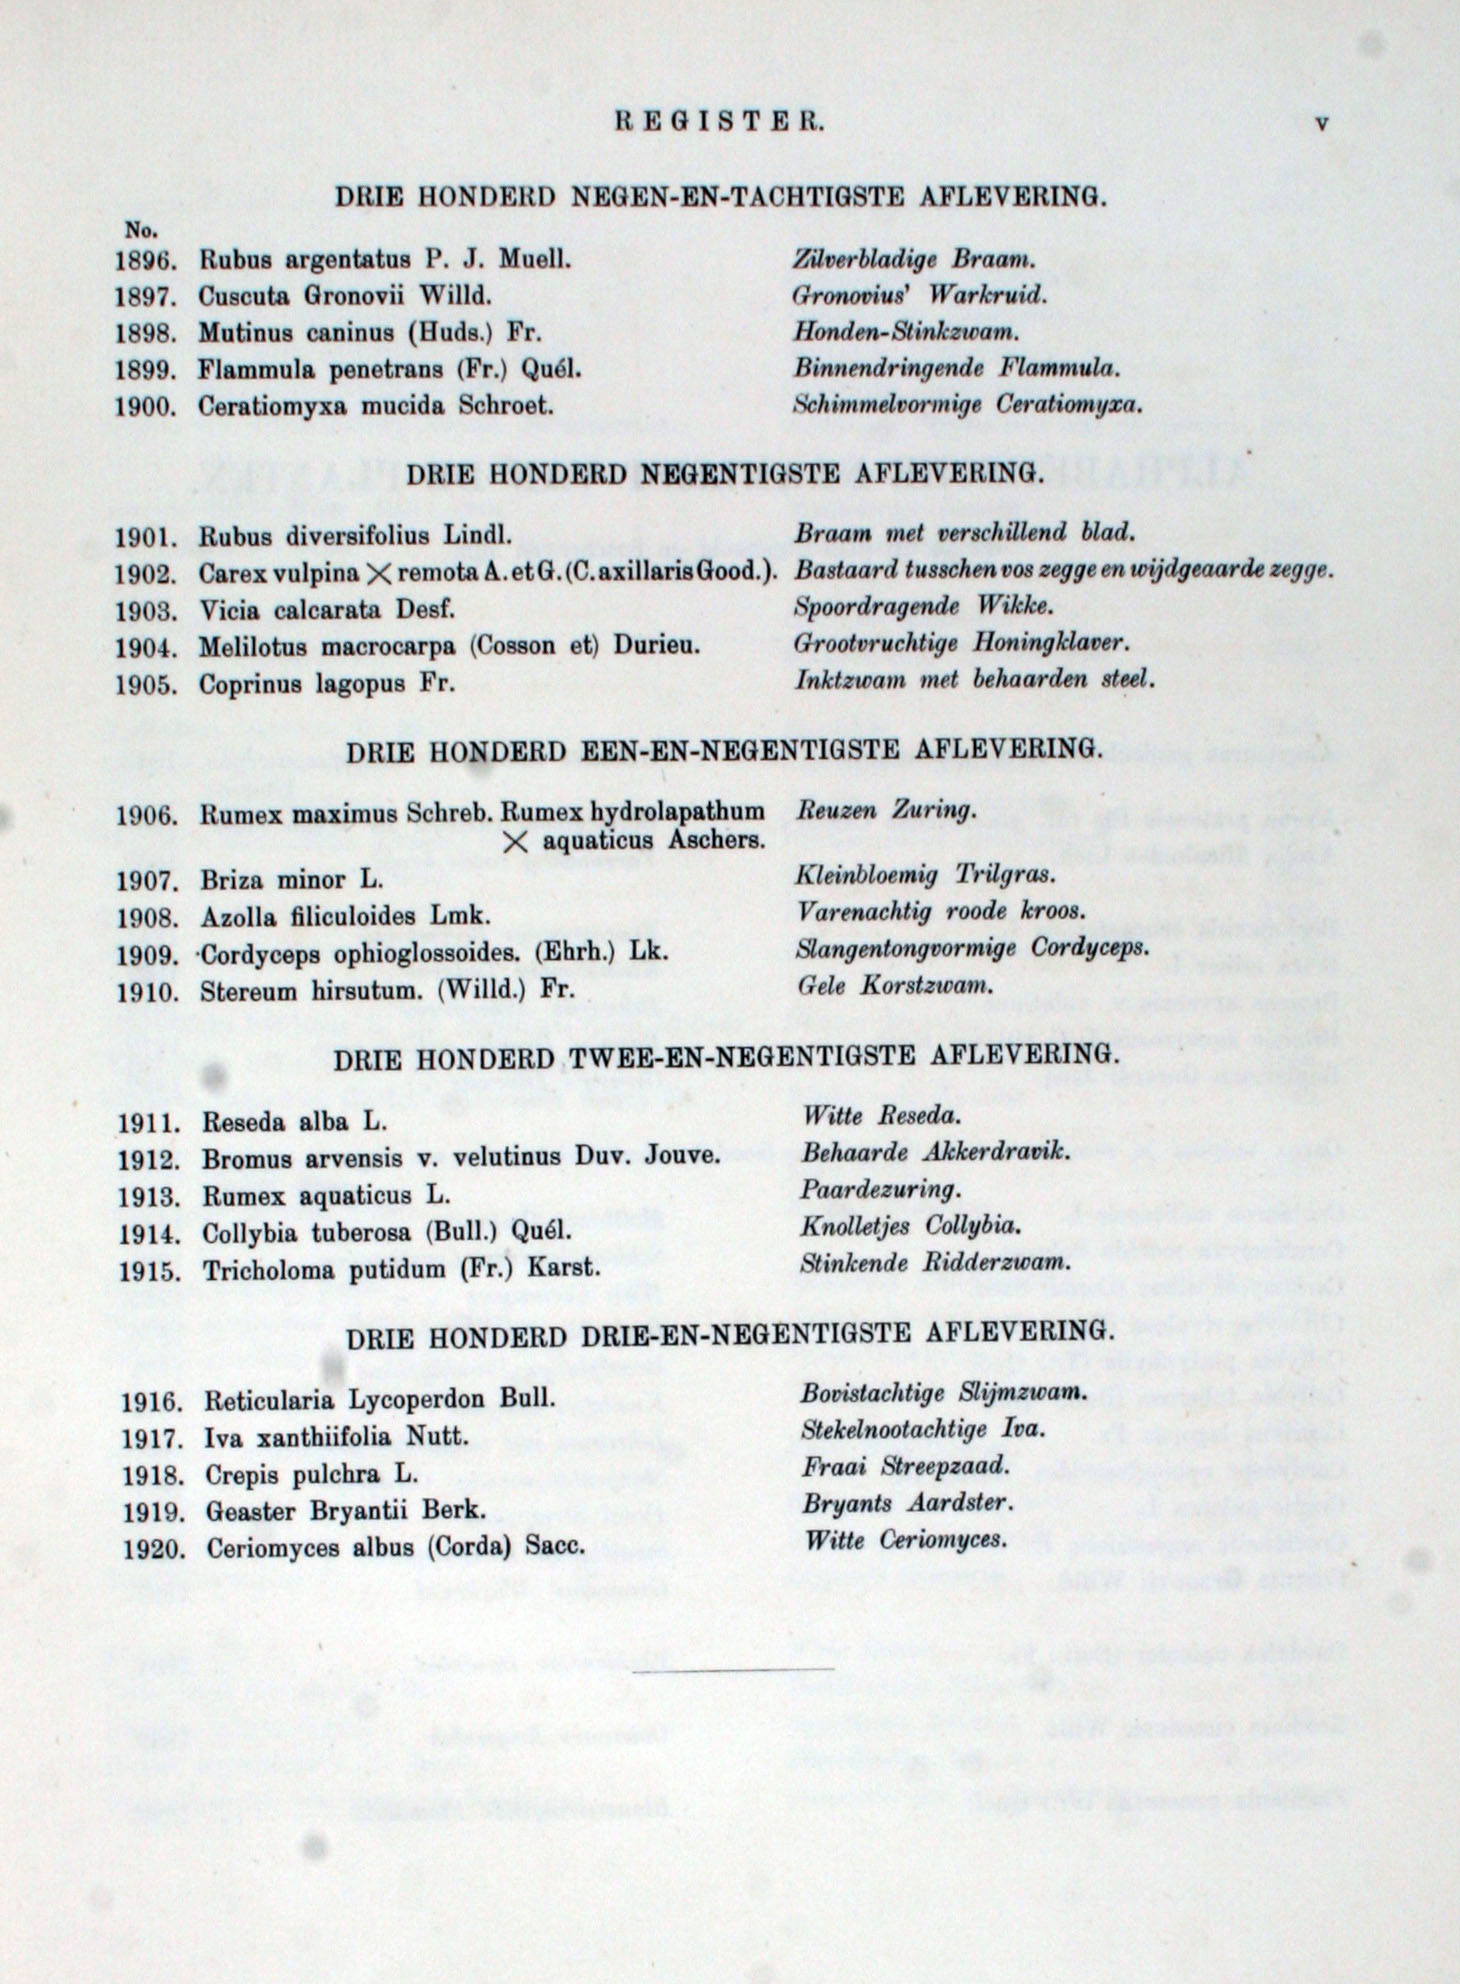 REGISTER. v
DRIE HONDERD NEGEN-EN-TACHTIGSTE AFLEVERING.
No.
1896. Rubus argentatus P. J. Muell. Zilverbladige Braam.
1897. Cuscuta Gronovii Willd. Gronovius' Warkruid.
1898. Mutinus caninus (Huds.) Fr. Honden-Stinkzwam.
1899. Flammula penetrans (Fr.) Quél. Binnendringende Flammula.
1900. Ceratiomyxa mucida Schroet. Schimmelvormige Ceratiomyxa.
DRIE HONDERD NEGENTIGSTE AFLEVERING.
1901. Rubus diversifolius Lindl. Braam met verschillend blad.
1902. Carex vulpina × remota A. et G. (C. axillaris Good.). Bastaard tusschen vos zegge en wijdgeaarde zegge.
1903. Vicia calcarata Desf. Spoordragende Wikke.
1904. Melilotus macrocarpa (Cosson et) Durieu. Grootvruchtige Honingklaver.
1905. Coprinus lagopus Fr. Inktzwam met behaarden steel.
DRIE HONDERD EEN-EN-NEGENTIGSTE AFLEVERING.
1906. Rumex maximus Schreb. Rumex hydrolapathum Reuzen Zuring.
× aquaticus Aschers.
1907. Briza minor L. Kleinbloemig Trilgras.
1908. Azolla filiculoides Lmk. Varenachtig roode kroos.
1909. Cordyceps ophioglossoides. (Ehrh.) Lk. Slangentongvormige Cordyceps.
1910. Stereum hirsutum. (Willd.) Fr. Gele Korstzwam.
DRIE HONDERD TWEE-EN-NEGENTIGSTE AFLEVERING.
1911. Reseda alba L. Witte Reseda.
1912. Bromus arvensis v. velutinus Duv. Jouve. Behaarde Akkerdravik.
1913. Rumex aquaticus L. Paardezuring.
1914. Collybia tuberosa (Bull.) Quél. Knolletjes Collybia.
1915. Tricholoma putidum (Fr.) Karst. Stinkende Ridderzwam.
DRIE HONDERD DRIE-EN-NEGENTIGSTE AFLEVERING.
1916. Reticularia Lycoperdon Bull. Bovistachtige Slijmzwam.
1917. Iva xanthiifolia Nutt. Stekelnootachtige Iva.
1918. Crepis pulchra L. Fraai Streepzaad.
1919. Geaster Bryantii Berk. Bryants Aardster.
1920. Ceriomyces albus (Corda) Sacc. Witte Ceriomyces.